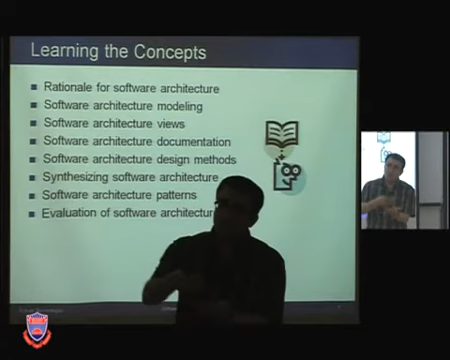 Learning the Concepts
Rationale for software architecture
Software architecture modeling
Software architecture views
Software architecture documentation
Software architecture design methods
Synthesizing software architecture
Software architecture patterns
Evaluation of software architectur